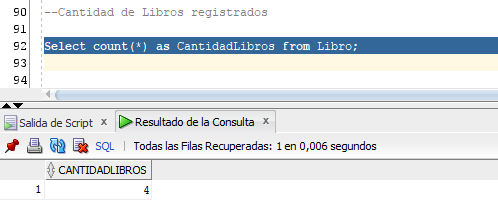 90 --Cantidad de Libros registrados
91
92 Select count(*) as CantidadLibros from Libro;
93
94
Salida de Script x Resultado de la Consulta x
SQL | Todas las Filas Recuperadas: 1 en 0,006 segundos
CANTIDADLIBROS
1 4